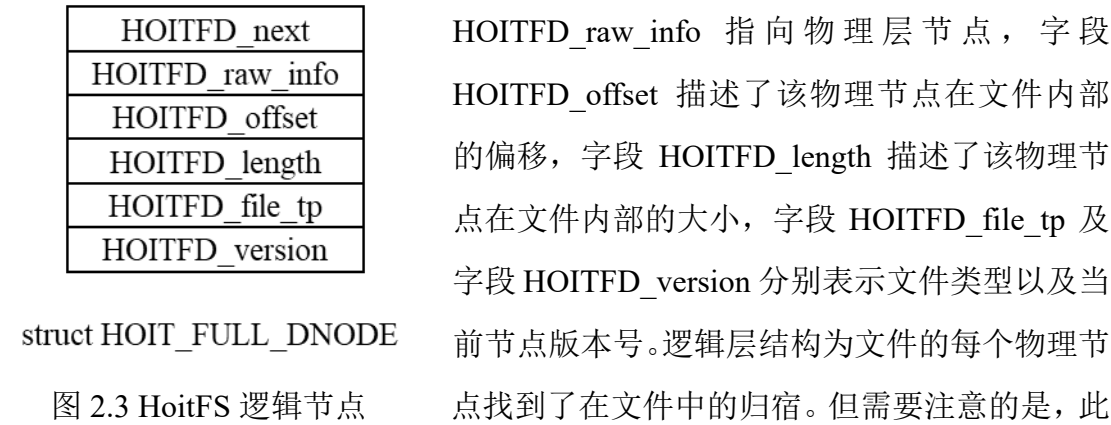 HOITFD_next
HOITFD_raw_info
HOITFD_offset
HOITFD_length
HOITFD_file_tp
HOITFD_version
struct HOIT_FULL_DNODE
图 2.3 HoitFS 逻辑节点
HOITFD_raw_info 指向物理层节点，字段
HOITFD_offset 描述了该物理节点在文件内部
的偏移，字段 HOITFD_length 描述了该物理节
点在文件内部的大小，字段 HOITFD_file_tp 及
字段 HOITFD_version 分别表示文件类型以及当
前节点版本号。逻辑层结构为文件的每个物理节
点找到了在文件中的归宿。但需要注意的是，此